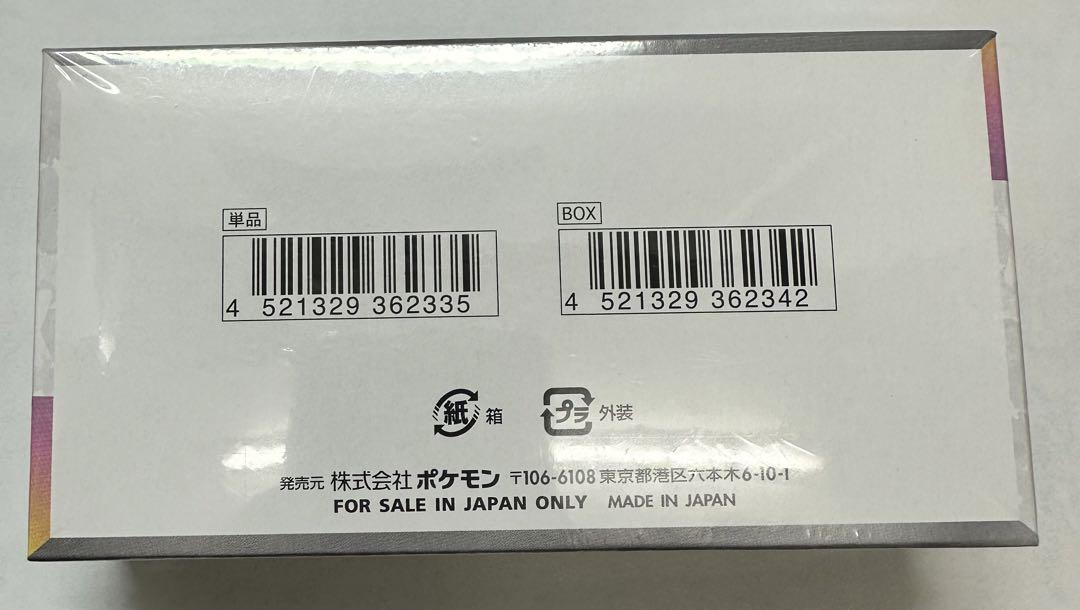 単品
4 521329 362335
BOX
4 521329 362342
紙 箱
プラ 外装
発売元 株式会社 ポケモン 〒106-6108 東京都港区六本木6-10-1
FOR SALE IN JAPAN ONLY MADE IN JAPAN